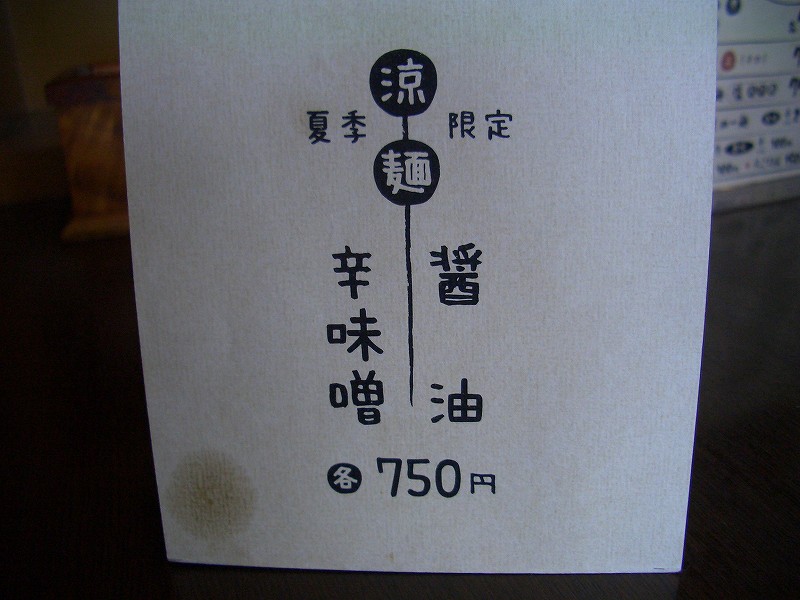 涼麺
夏季限定
醤油
辛味噌
各750円